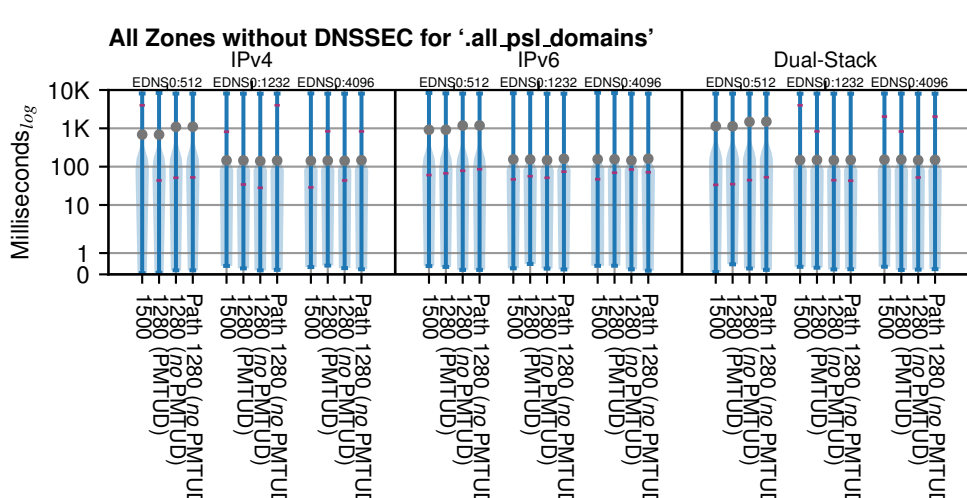 All Zones without DNSSEC for '.all_psl_domains'
IPv4
IPv6
Dual-Stack
EDNS0:512
EDNS0:1232
EDNS0:4096
EDNS0:512
EDNS0:1232
EDNS0:4096
EDNS0:512
EDNS0:1232
EDNS0:4096
Milliseconds log
10K
1K
100
10
1
0
1500
1280 (PMTUD)
1280 (no PMTUD)
Path 1280 (no PMTUD
1500
1280 (PMTUD)
1280 (no PMTUD)
Path 1280 (no PMTUD
1500
1280 (PMTUD)
1280 (no PMTUD)
Path 1280 (no PMTUD
1500
1280 (PMTUD)
1280 (no PMTUD)
Path 1280 (no PMTUD
1500
1280 (PMTUD)
1280 (no PMTUD)
Path 1280 (no PMTUD
1500
1280 (PMTUD)
1280 (no PMTUD)
Path 1280 (no PMTUD
1500
1280 (PMTUD)
1280 (no PMTUD)
Path 1280 (no PMTUD
1500
1280 (PMTUD)
1280 (no PMTUD)
Path 1280 (no PMTUD
1500
1280 (PMTUD)
1280 (no PMTUD)
Path 1280 (no PMTUD